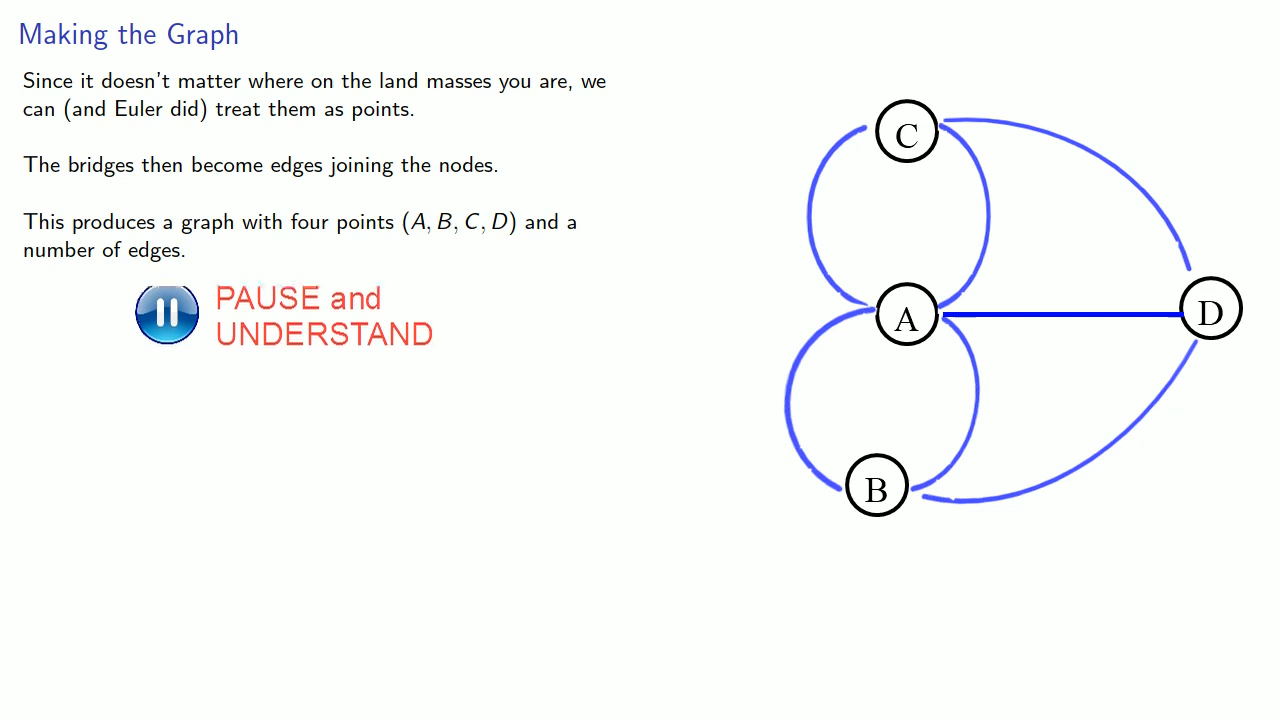 Making the Graph
Since it doesn't matter where on the land masses you are, we
can (and Euler did) treat them as points.
The bridges then become edges joining the nodes.
This produces a graph with four points (A, B, C, D) and a
number of edges.
PAUSE and
UNDERSTAND
C
A
D
B